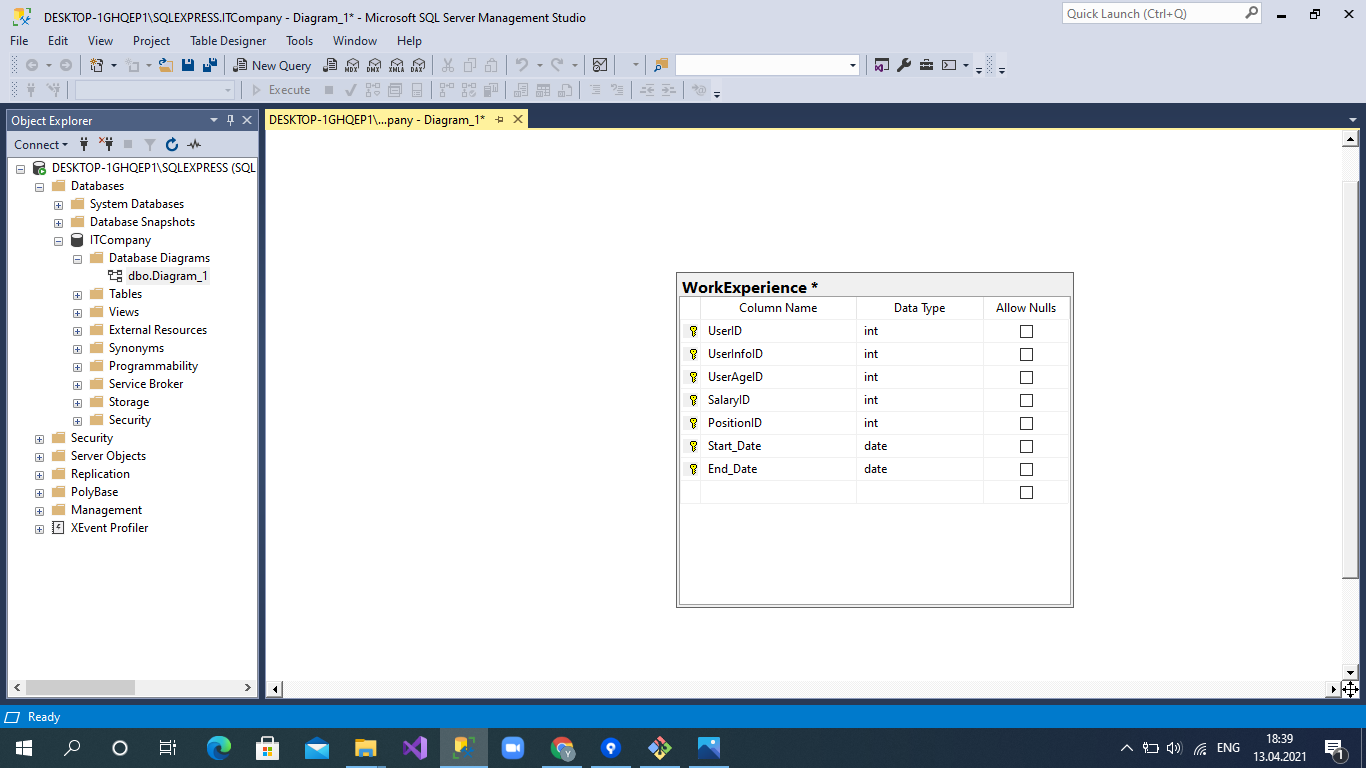 DESKTOP-1GHQEP1\SQLEXPRESS.ITCompany - Diagram_1* - Microsoft SQL Server Management Studio
Quick Launch (Ctrl+Q)
File Edit View Project Table Designer Tools Window Help
New Query MDX DMX XMLA DAX
Execute
Object Explorer
DESKTOP-1GHQEP1\...pany - Diagram_1*
Connect
DESKTOP-1GHQEP1\SQLEXPRESS (SQL
Databases
System Databases
Database Snapshots
ITCompany
Database Diagrams
dbo.Diagram_1
Tables
Views
External Resources
Synonyms
Programmability
Service Broker
Storage
Security
Security
Server Objects
Replication
PolyBase
Management
XEvent Profiler
WorkExperience *
Column Name Data Type Allow Nulls
UserID int
UserInfoID int
UserAgeID int
SalaryID int
PositionID int
Start_Date date
End_Date date
Ready
ENG
18:39
13.04.2021
1